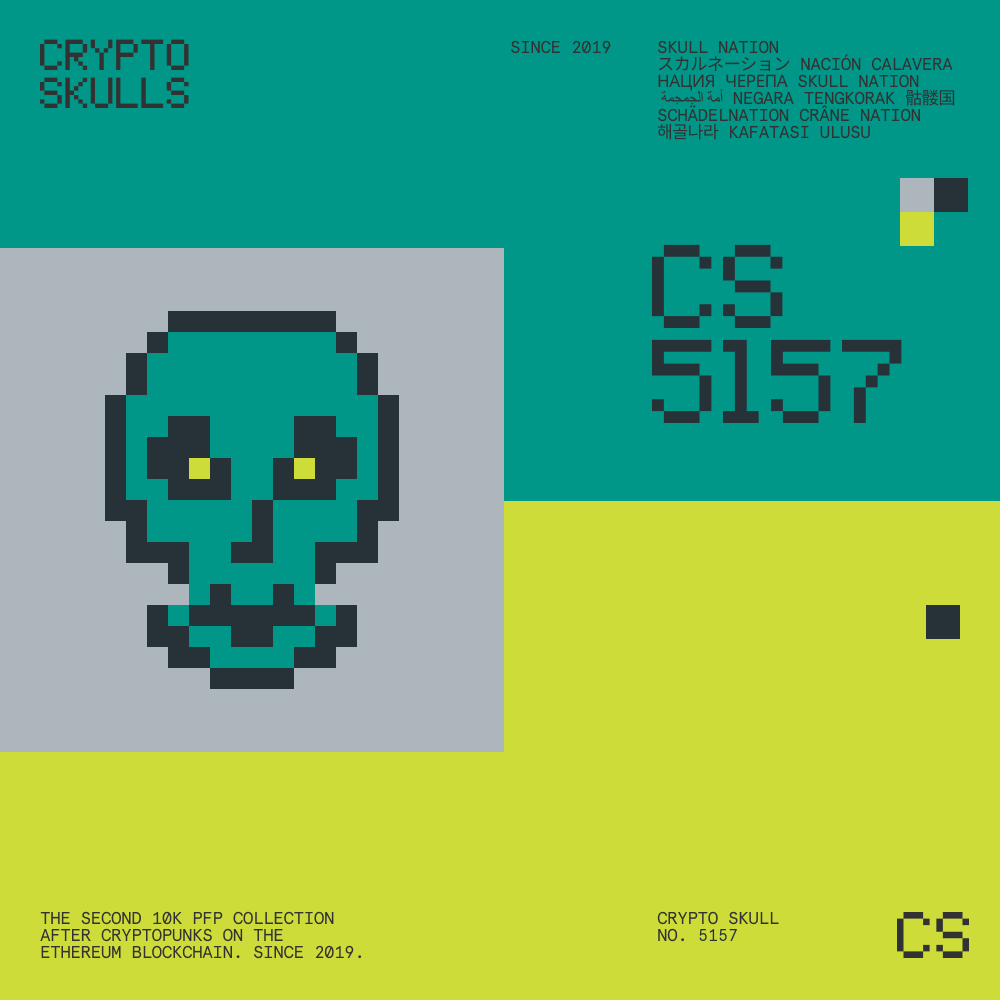 CRYPTO
SKULLS
SINCE 2019
SKULL NATION
スカルネーション NACIÓN CALAVERA
НАЦИЯ ЧЕРЕПА SKULL NATION
أمة الجمجمة NEGARA TENGKORAK 骷髅国
SCHÄDELNATION CRÂNE NATION
해골나라 KAFATASI ULUSU
CS
5157
THE SECOND 10K PFP COLLECTION
AFTER CRYPTOPUNKS ON THE
ETHEREUM BLOCKCHAIN. SINCE 2019.
CRYPTO SKULL
NO. 5157
CS